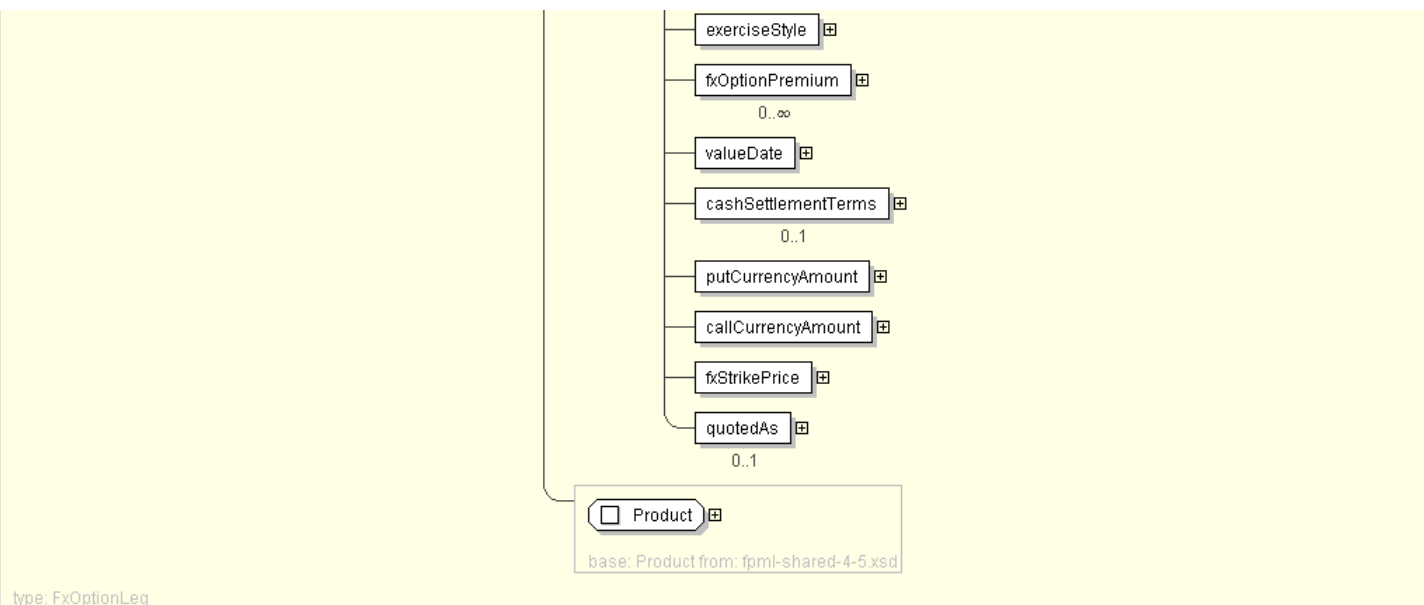 exerciseStyle
fxOptionPremium
0..∞
valueDate
cashSettlementTerms
0..1
putCurrencyAmount
callCurrencyAmount
fxStrikePrice
quotedAs
0..1
Product
base: Product from: fpml-shared-4-5.xsd
type: FxOptionLeg